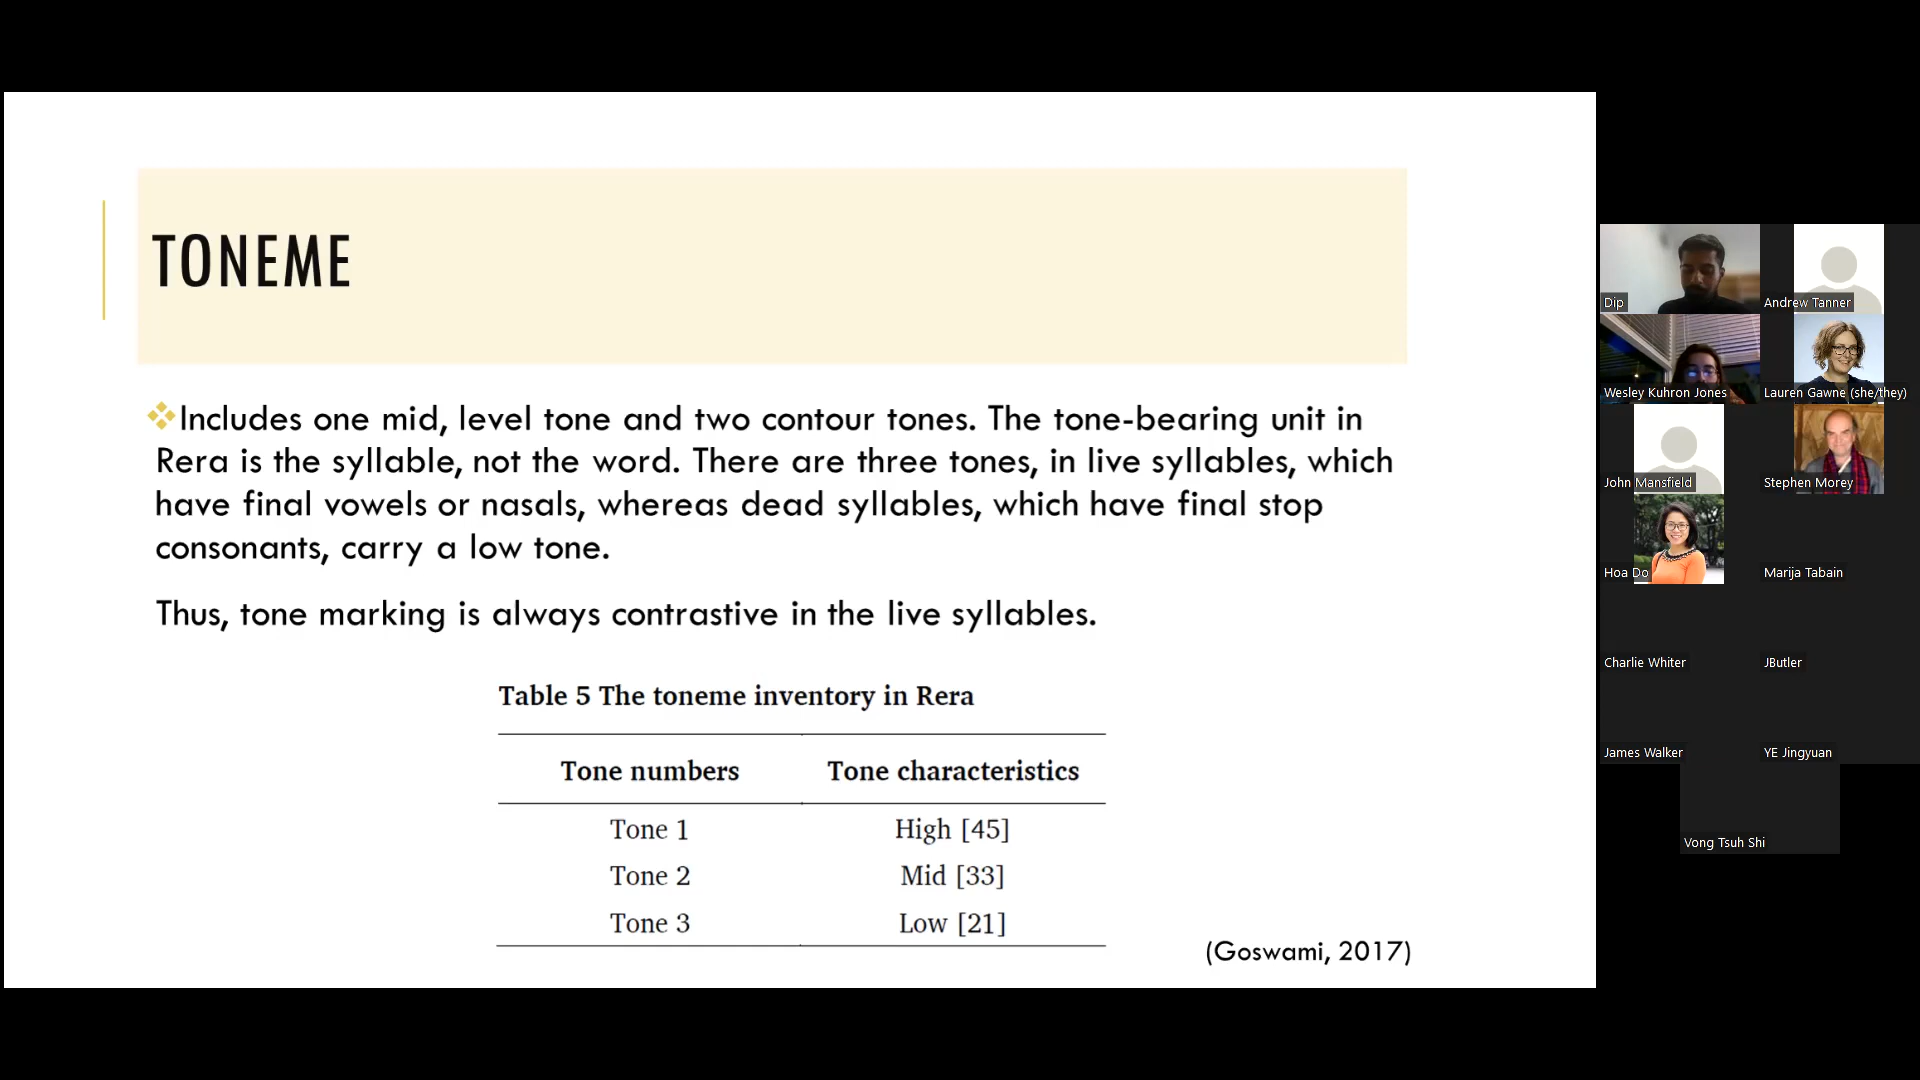 TONEME
Includes one mid, level tone and two contour tones. The tone-bearing unit in
Rera is the syllable, not the word. There are three tones, in live syllables, which
have final vowels or nasals, whereas dead syllables, which have final stop
consonants, carry a low tone.
Thus, tone marking is always contrastive in the live syllables.
Table 5 The toneme inventory in Rera
Tone numbers Tone characteristics
Tone 1 High [45]
Tone 2 Mid [33]
Tone 3 Low [21]
(Goswami, 2017)
Dip
Andrew Tanner
Wesley Kuhron Jones
Lauren Gawne (she/they)
John Mansfield
Stephen Morey
Hoa Do
Marija Tabain
Charlie Whiter
JButler
James Walker
YE Jingyuan
Vong Tsuh Shi